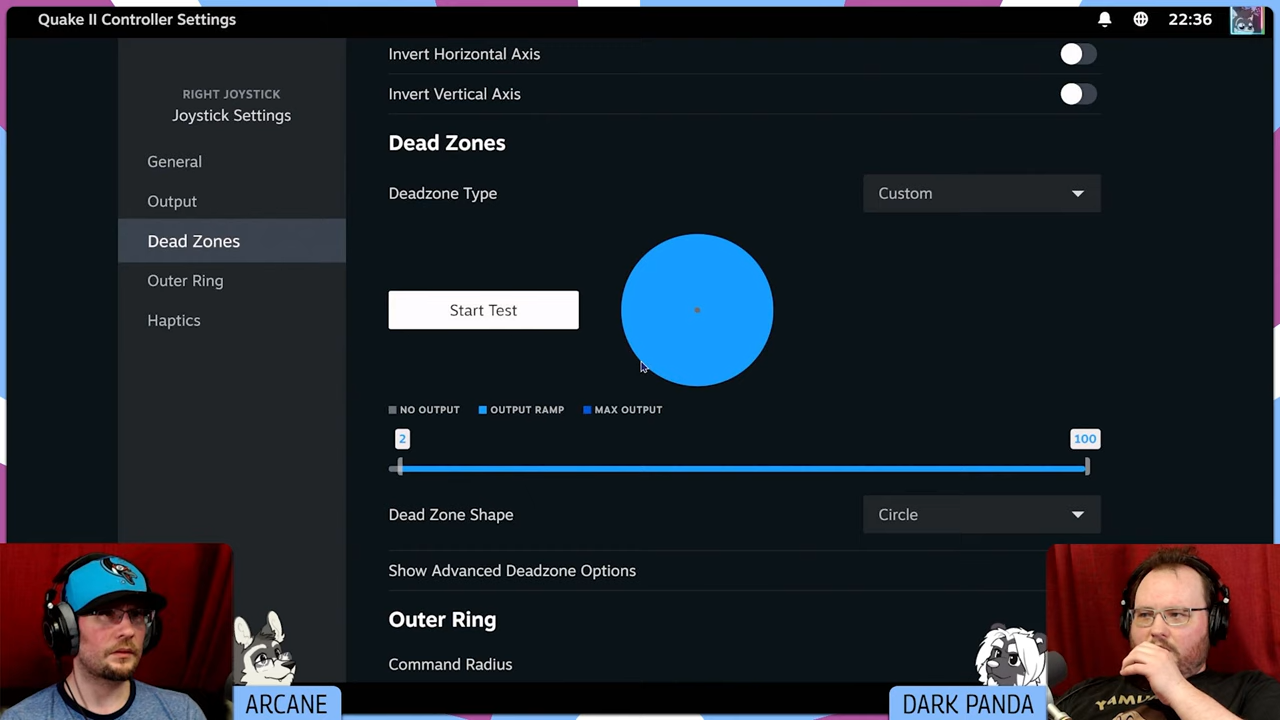 Quake II Controller Settings
22:36
RIGHT JOYSTICK
Joystick Settings
General
Output
Dead Zones
Outer Ring
Haptics
Invert Horizontal Axis
Invert Vertical Axis
Dead Zones
Deadzone Type
Custom
Start Test
NO OUTPUT
OUTPUT RAMP
MAX OUTPUT
2
100
Dead Zone Shape
Circle
Show Advanced Deadzone Options
Outer Ring
Command Radius
ARCANE
DARK PANDA
YAMU